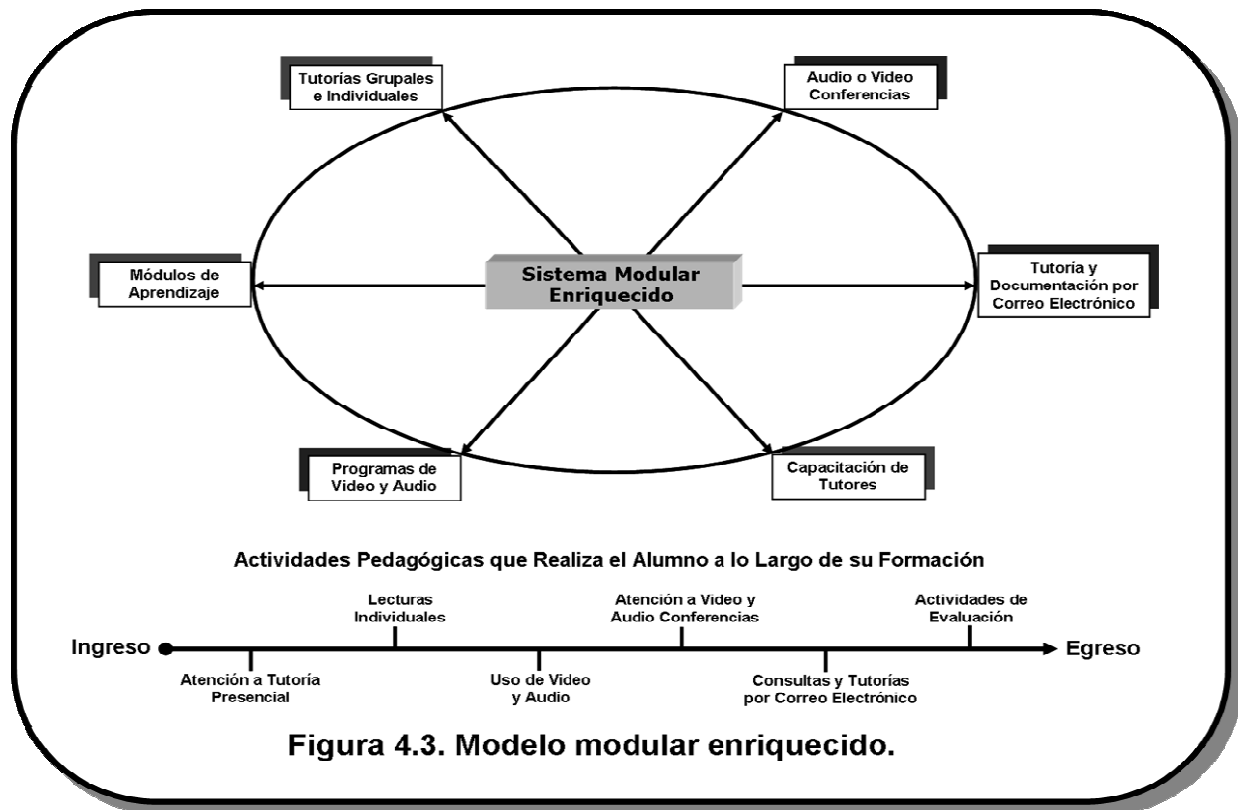 Tutorías Grupales
e Individuales
Audio o Video
Conferencias
Módulos de
Aprendizaje
Sistema Modular
Enriquecido
Tutoría y
Documentación por
Correo Electrónico
Programas de
Video y Audio
Capacitación de
Tutores
Actividades Pedagógicas que Realiza el Alumno a lo Largo de su Formación
Lecturas
Individuales
Atención a Video y
Audio Conferencias
Actividades de
Evaluación
Ingreso
Egreso
Atención a Tutoría
Presencial
Uso de Video
y Audio
Consultas y Tutorías
por Correo Electrónico
Figura 4.3. Modelo modular enriquecido.